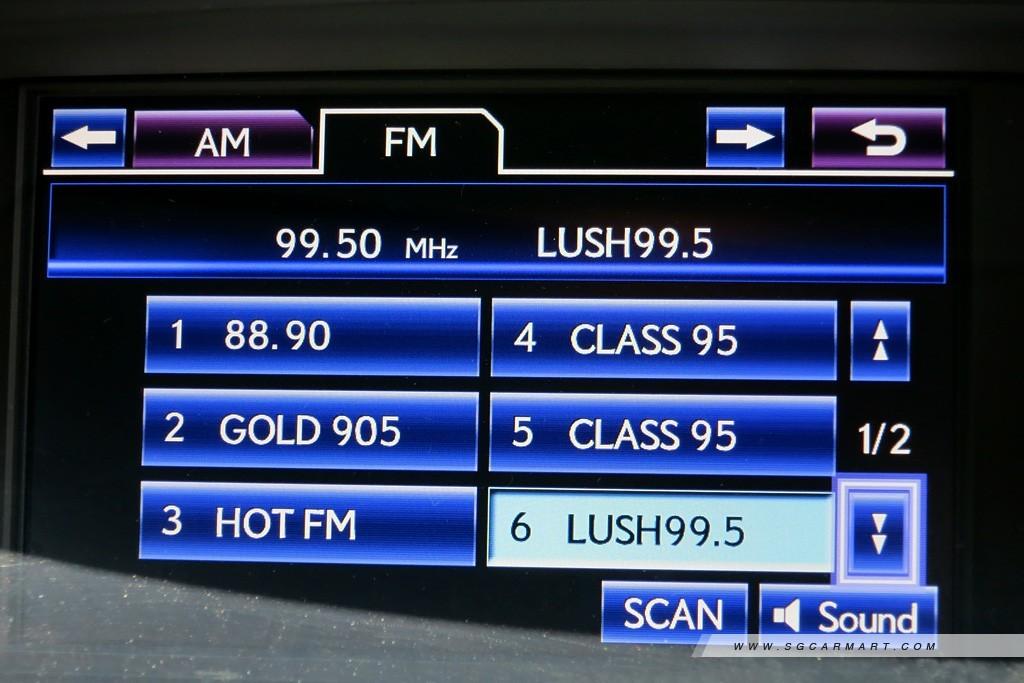 AM FM
99.50 MHz LUSH99.5
1 88.90 4 CLASS 95
2 GOLD 905 5 CLASS 95 1/2
3 HOT FM 6 LUSH99.5
SCAN Sound
WWW.SGCARMART.COM